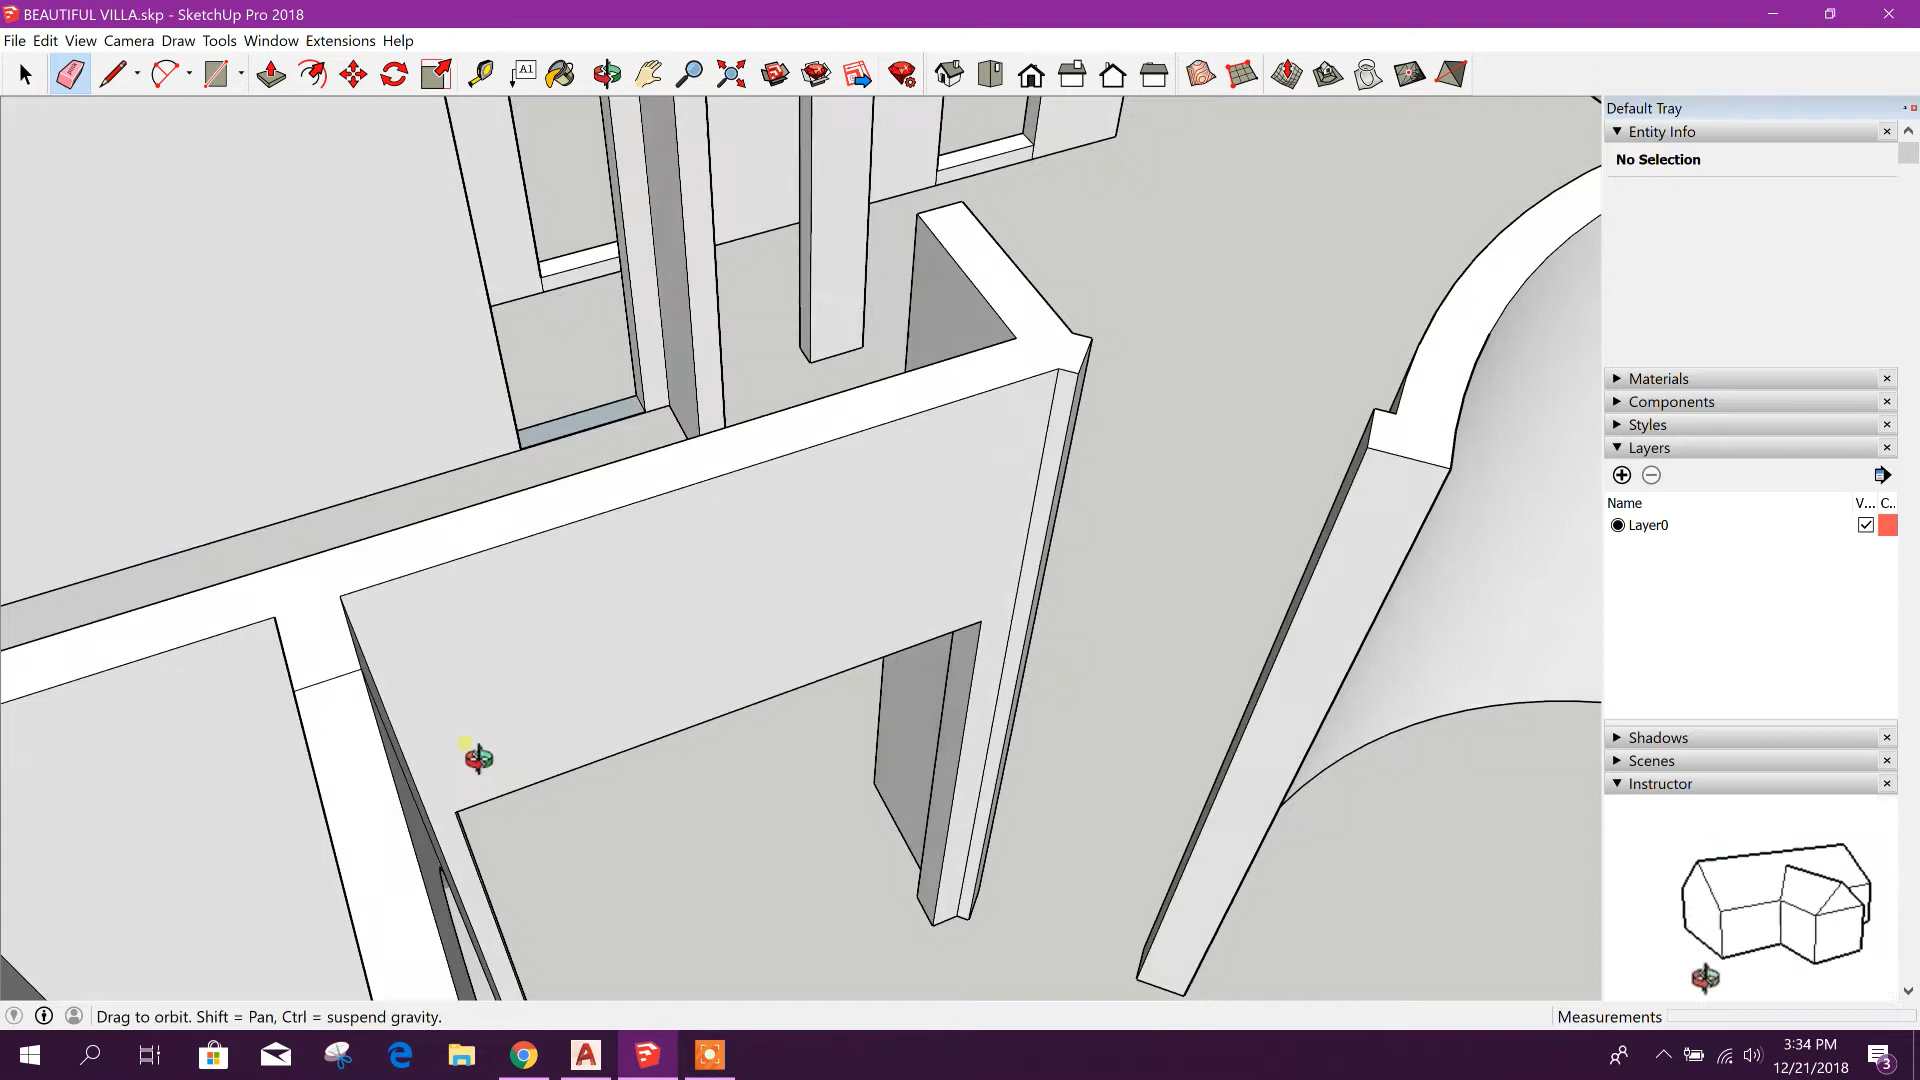 BEAUTIFUL VILLA.skp - SketchUp Pro 2018
File Edit View Camera Draw Tools Window Extensions Help
A1
Default Tray
Entity Info
No Selection
Materials
Components
Styles
Layers
Name V... C..
Layer0
Shadows
Scenes
Instructor
Drag to orbit. Shift = Pan, Ctrl = suspend gravity.
Measurements
3:34 PM
12/21/2018
3